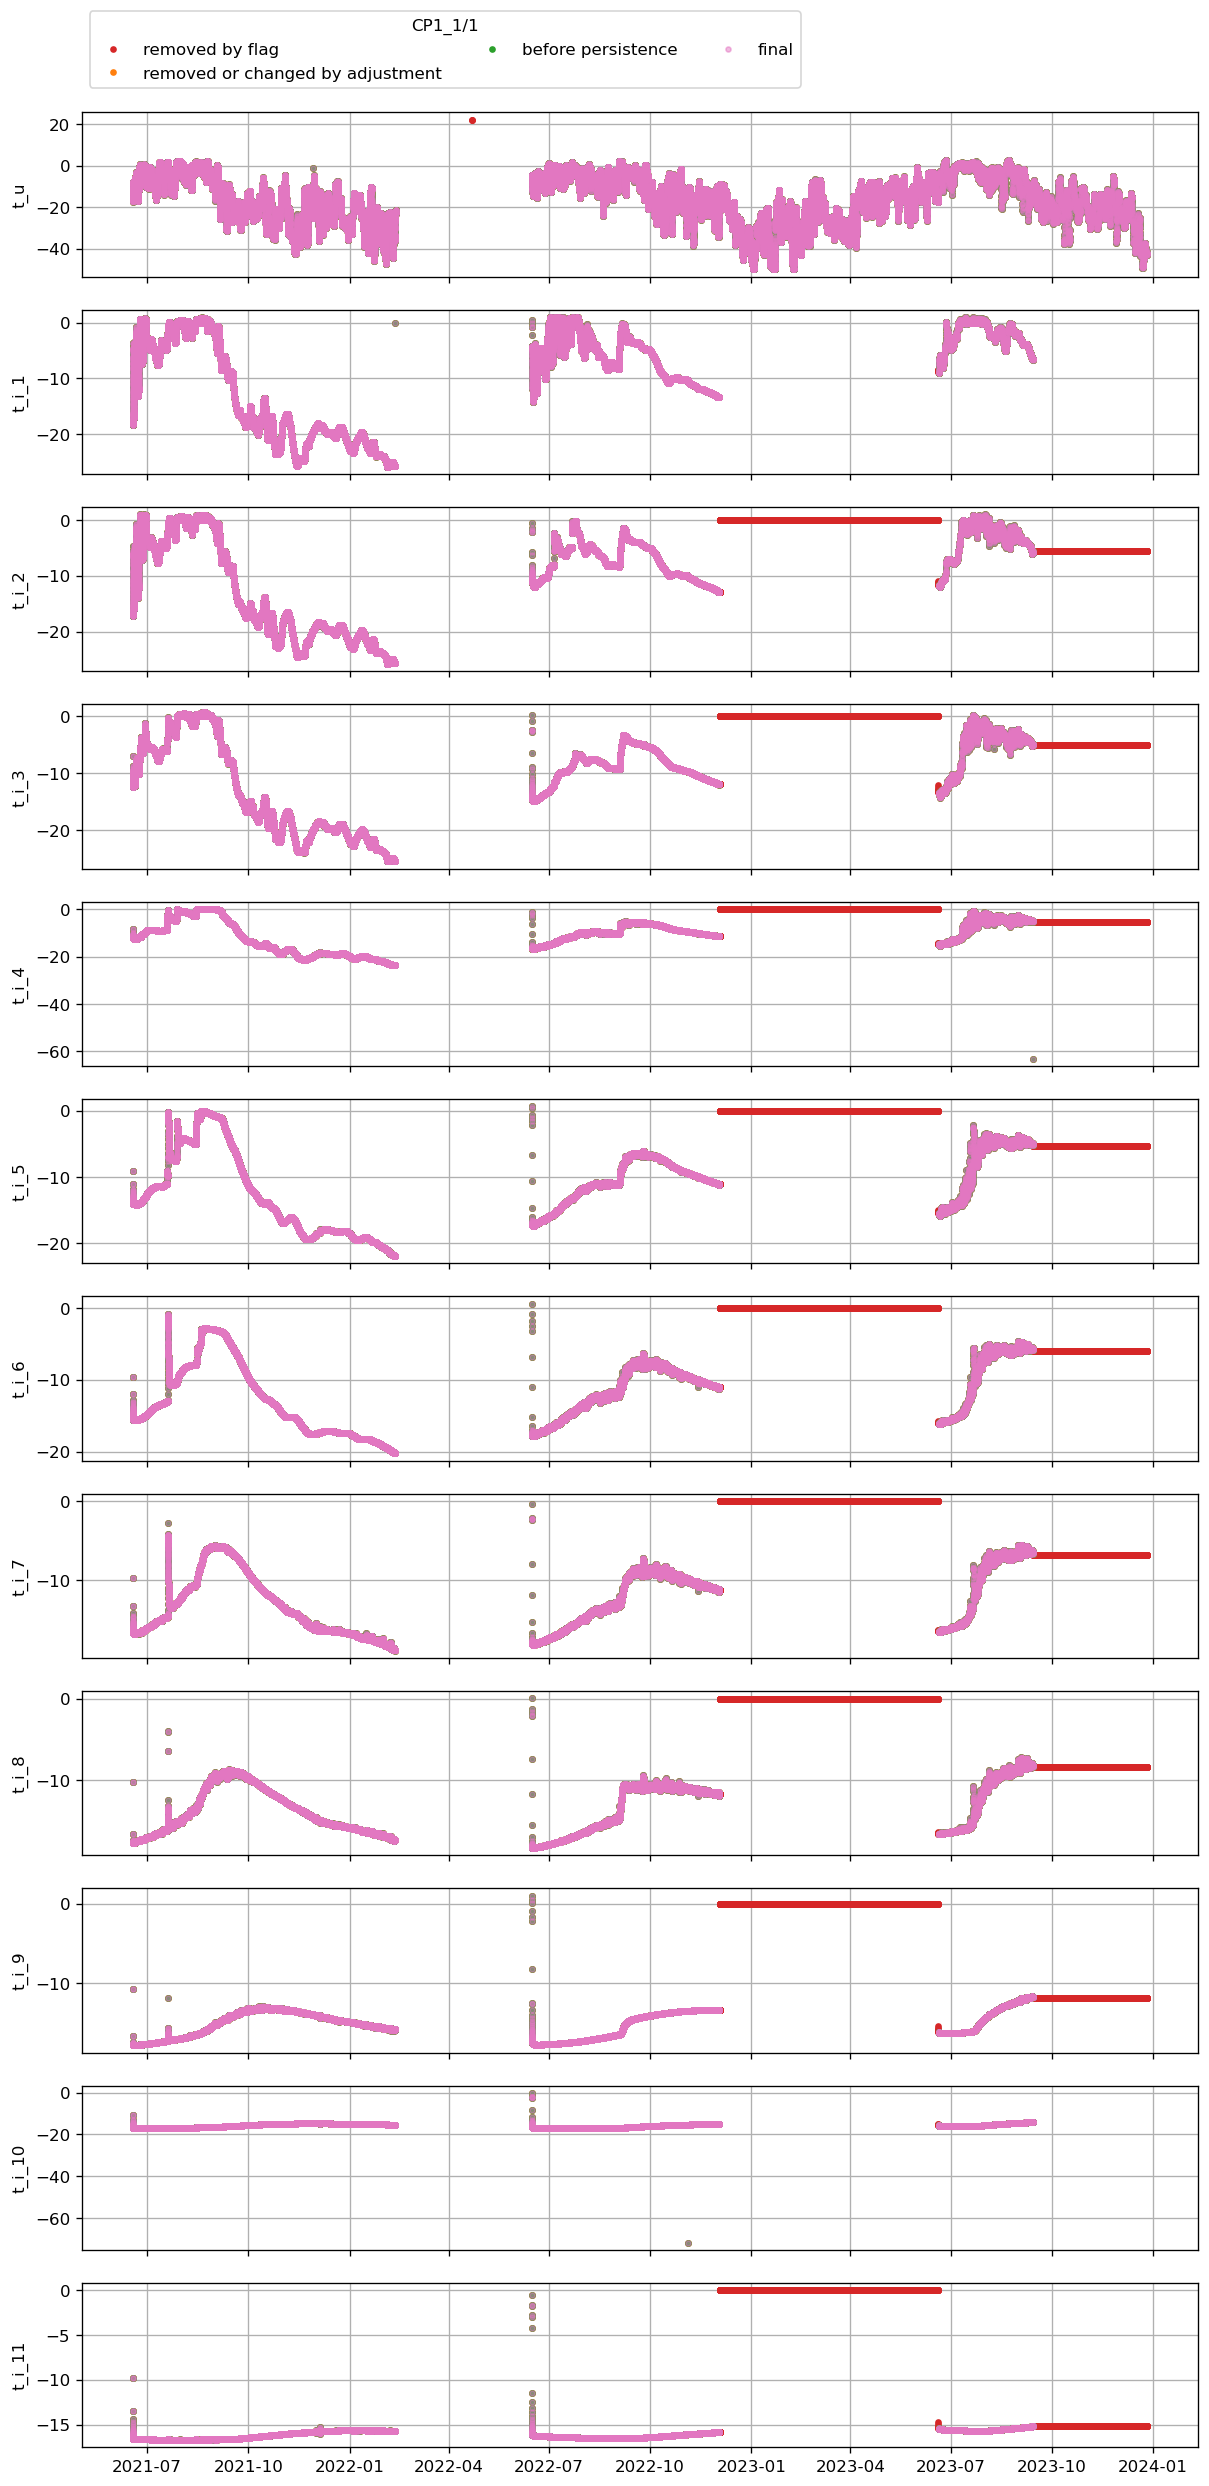 CP1_1/1
removed by flag
removed or changed by adjustment
before persistence
final
t_u
20
0
−20
−40
t_i_1
0
−10
−20
t_i_2
0
−10
−20
t_i_3
0
−10
−20
t_i_4
0
−20
−40
−60
t_i_5
0
−10
−20
t_i_6
0
−10
−20
t_i_7
0
−10
t_i_8
0
−10
t_i_9
0
−10
t_i_10
0
−20
−40
−60
t_i_11
0
−5
−10
−15
2021-07 2021-10 2022-01 2022-04 2022-07 2022-10 2023-01 2023-04 2023-07 2023-10 2024-01